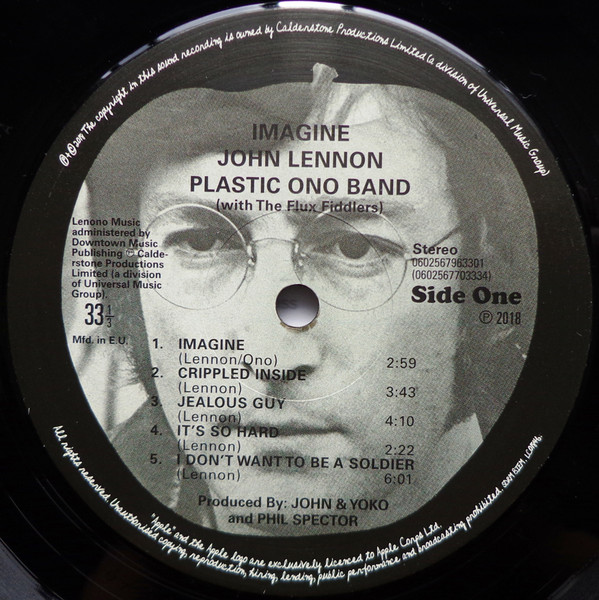 ℗+©2018 The copyright in this sound recording is owned by Calderstone Productions Limited (a division of Universal Music Group)
IMAGINE
JOHN LENNON
PLASTIC ONO BAND
(with The Flux Fiddlers)
Lenono Music
administered by
Downtown Music
Publishing ℗ Calde-
rstone Productions
Limited (a division
of Universal Music
Group).
33 1/3
Mfd. in E.U.
Stereo
0602567963301
(0602567703334)
Side One
℗ 2018
1. IMAGINE
(Lennon/Ono) 2:59
2. CRIPPLED INSIDE
(Lennon) 3:43
3. JEALOUS GUY
(Lennon) 4:10
4. IT'S SO HARD
(Lennon) 2:22
5. I DON'T WANT TO BE A SOLDIER
(Lennon) 6:01
Produced By: JOHN & YOKO
and PHIL SPECTOR
"Apple" and the Apple logo are exclusively licenced to Apple Corps Ltd.
All rights reserved. Unauthorised copying, reproduction, hiring, lending, public performance and broadcasting prohibited.